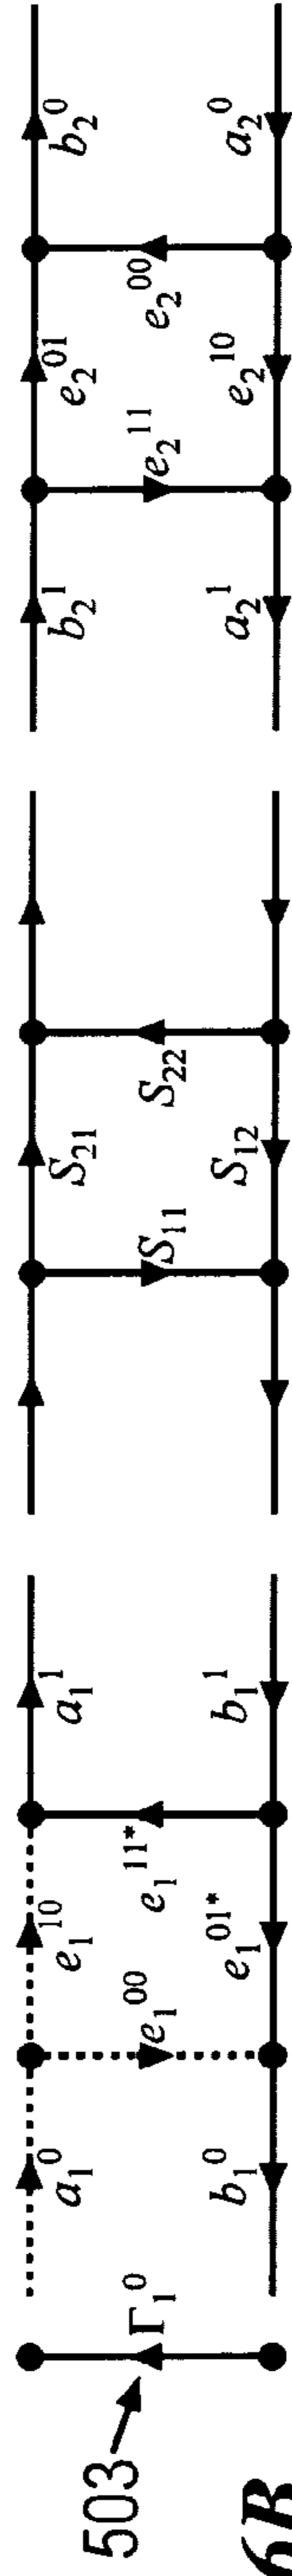 a₁⁰ e₁¹⁰ a₁¹ S₂₁ b₂¹ e₂⁰¹ b₂⁰
503 Γ₁⁰ e₁⁰⁰ e₁¹¹* S₁₁ S₂₂ e₂¹¹ e₂⁰⁰
b₁⁰ e₁⁰¹* b₁¹ S₁₂ a₂¹ e₂¹⁰ a₂⁰
6B